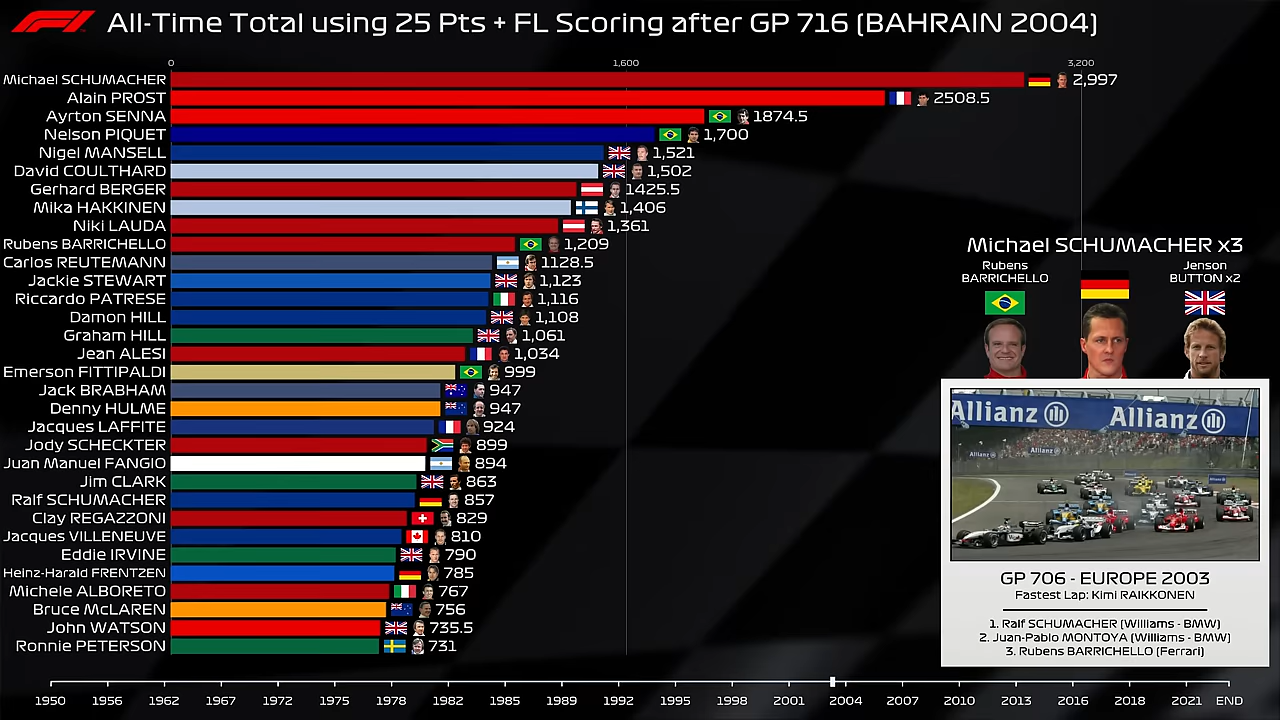 F1 All-Time Total using 25 Pts + FL Scoring after GP 716 (BAHRAIN 2004)
0 1,600 3,200
Michael SCHUMACHER 2,997
Alain PROST 2508.5
Ayrton SENNA 1874.5
Nelson PIQUET 1,700
Nigel MANSELL 1,521
David COULTHARD 1,502
Gerhard BERGER 1425.5
Mika HAKKINEN 1,406
Niki LAUDA 1,361
Rubens BARRICHELLO 1,209
Carlos REUTEMANN 1128.5
Jackie STEWART 1,123
Riccardo PATRESE 1,116
Damon HILL 1,108
Graham HILL 1,061
Jean ALESI 1,034
Emerson FITTIPALDI 999
Jack BRABHAM 947
Denny HULME 947
Jacques LAFFITE 924
Jody SCHECKTER 899
Juan Manuel FANGIO 894
Jim CLARK 863
Ralf SCHUMACHER 857
Clay REGAZZONI 829
Jacques VILLENEUVE 810
Eddie IRVINE 790
Heinz-Harald FRENTZEN 785
Michele ALBORETO 767
Bruce McLAREN 756
John WATSON 735.5
Ronnie PETERSON 731
Michael SCHUMACHER x3
Rubens
BARRICHELLO
Jenson
BUTTON x2
Allianz Allianz
Allianz Allianz
GP 706 - EUROPE 2003
Fastest Lap: Kimi RAIKKONEN
1. Ralf SCHUMACHER (Williams - BMW)
2. Juan-Pablo MONTOYA (Williams - BMW)
3. Rubens BARRICHELLO (Ferrari)
1950 1956 1962 1967 1972 1975 1978 1982 1985 1989 1992 1995 1998 2001 2004 2007 2010 2013 2016 2018 2021 END